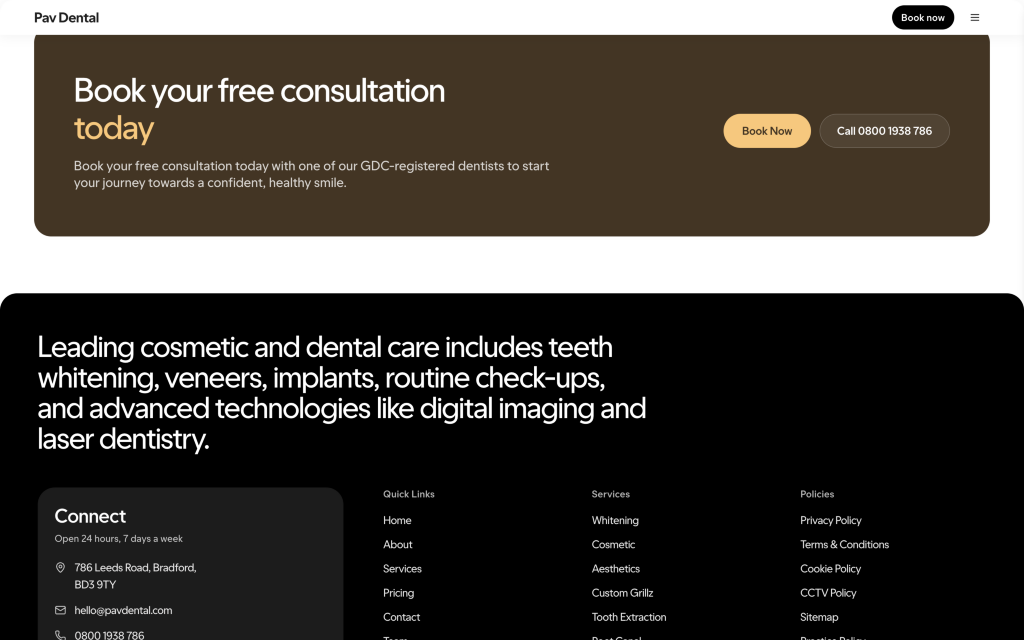 Pav Dental
Book now
Book your free consultation
today
Book your free consultation today with one of our GDC-registered dentists to start
your journey towards a confident, healthy smile.
Book Now
Call 0800 1938 786
Leading cosmetic and dental care includes teeth
whitening, veneers, implants, routine check-ups,
and advanced technologies like digital imaging and
laser dentistry.
Connect
Open 24 hours, 7 days a week
786 Leeds Road, Bradford,
BD3 9TY
hello@pavdental.com
0800 1938 786
Quick Links
Home
About
Services
Pricing
Contact
Team
Services
Whitening
Cosmetic
Aesthetics
Custom Grillz
Tooth Extraction
Root Canal
Policies
Privacy Policy
Terms & Conditions
Cookie Policy
CCTV Policy
Sitemap
Practice Policy